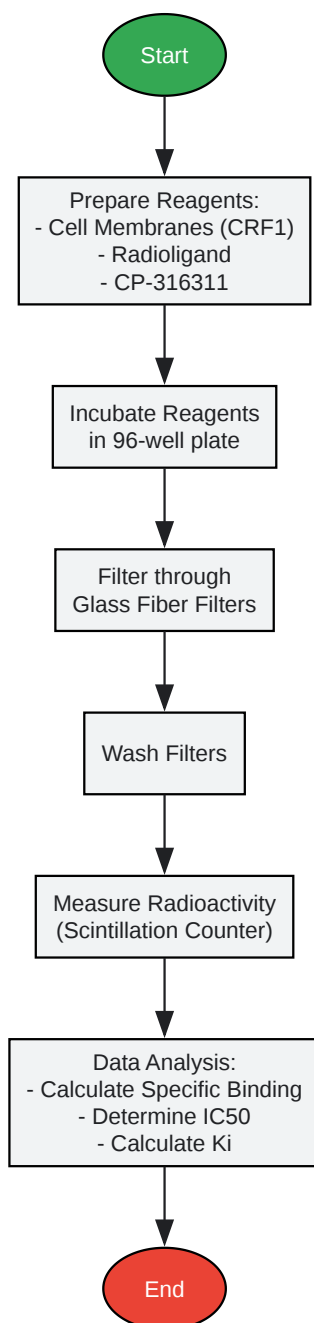 Start
Prepare Reagents:
- Cell Membranes (CRF1)
- Radioligand
- CP-316311
Incubate Reagents
in 96-well plate
Filter through
Glass Fiber Filters
Wash Filters
Measure Radioactivity
(Scintillation Counter)
Data Analysis:
- Calculate Specific Binding
- Determine IC50
- Calculate Ki
End